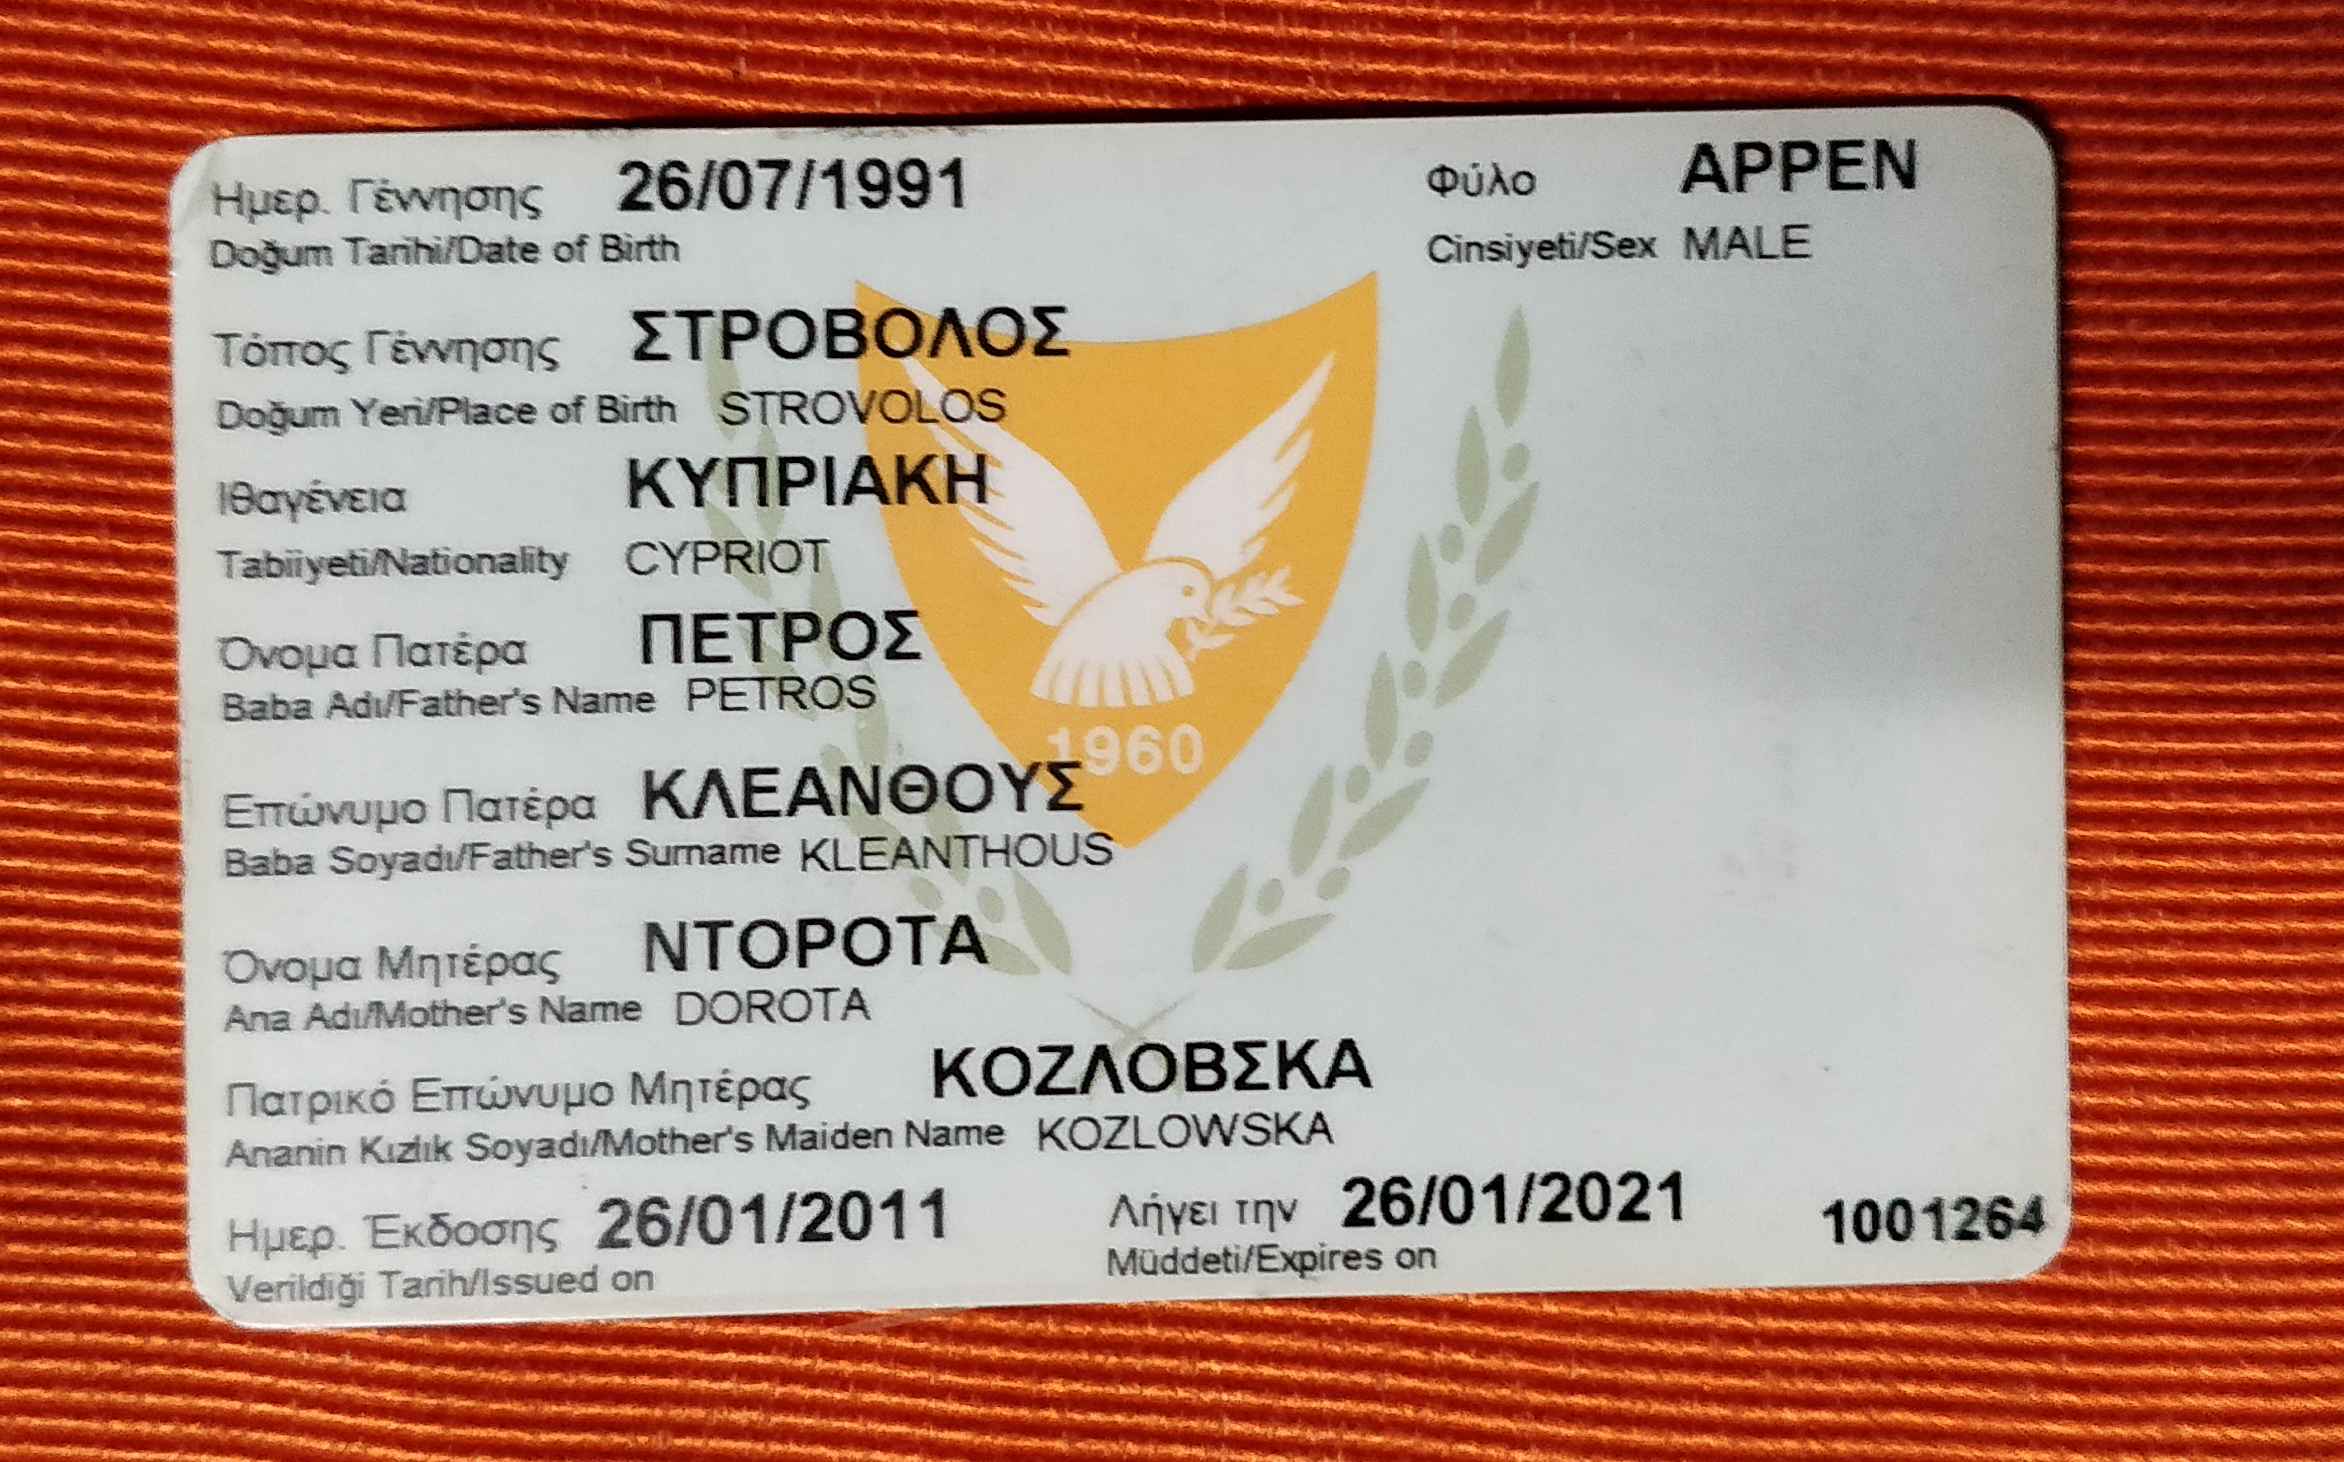 Ημερ. Γέννησης 26/07/1991 Φύλο ΑΡΡΕΝ
Doğum Tarihi/Date of Birth Cinsiyeti/Sex MALE
Τόπος Γέννησης ΣΤΡΟΒΟΛΟΣ
Doğum Yeri/Place of Birth STROVOLOS
Ιθαγένεια ΚΥΠΡΙΑΚΗ
Tabiiyeti/Nationality CYPRIOT
Όνομα Πατέρα ΠΕΤΡΟΣ
Baba Adı/Father's Name PETROS
1960
Επώνυμο Πατέρα ΚΛΕΑΝΘΟΥΣ
Baba Soyadı/Father's Surname KLEANTHOUS
Όνομα Μητέρας ΝΤΟΡΟΤΑ
Ana Adı/Mother's Name DOROTA
Πατρικό Επώνυμο Μητέρας ΚΟΖΛΟΒΣΚΑ
Ananin Kızlık Soyadı/Mother's Maiden Name KOZLOWSKA
Ημερ. Έκδοσης 26/01/2011 Λήγει την 26/01/2021 1001264
Verildiği Tarih/Issued on Müddeti/Expires on